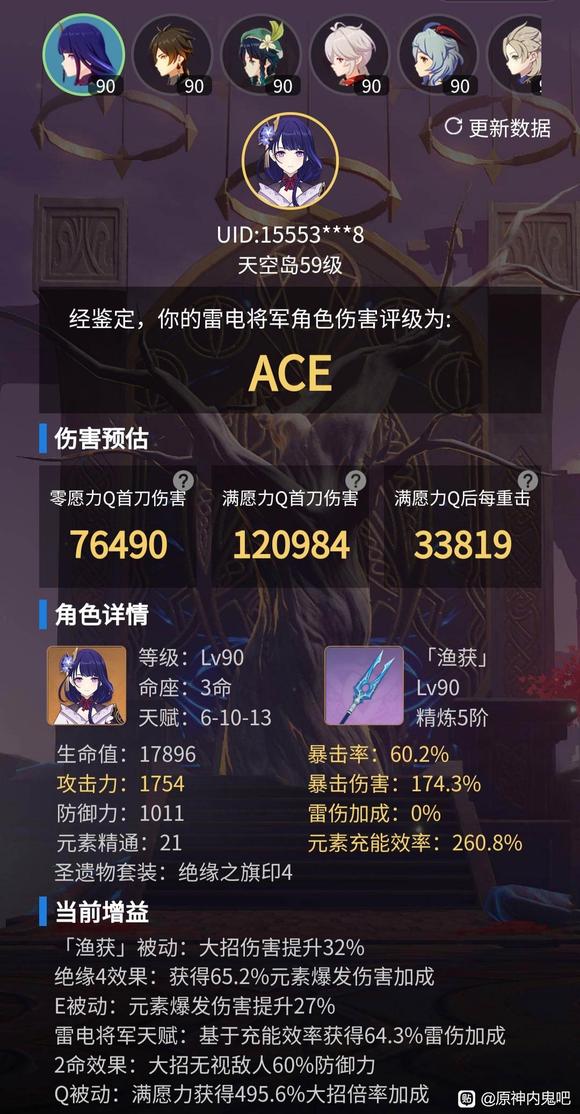 90 90 90 90 90 9
更新数据
UID:15553***8
天空岛59级
经鉴定，你的雷电将军角色伤害评级为:
ACE
伤害预估
零愿力Q首刀伤害 ? 满愿力Q首刀伤害 ? 满愿力Q后每重击 ?
76490 120984 33819
角色详情
等级：Lv90 「渔获」
命座：3命 Lv90
天赋：6-10-13 精炼5阶
生命值：17896 暴击率：60.2%
攻击力：1754 暴击伤害：174.3%
防御力：1011 雷伤加成：0%
元素精通：21 元素充能效率：260.8%
圣遗物套装：绝缘之旗印4
当前增益
「渔获」被动：大招伤害提升32%
绝缘4效果：获得65.2%元素爆发伤害加成
E被动：元素爆发伤害提升27%
雷电将军天赋：基于充能效率获得64.3%雷伤加成
2命效果：大招无视敌人60%防御力
Q被动：满愿力获得495.6%大招倍率加成
贴 @原神内鬼吧